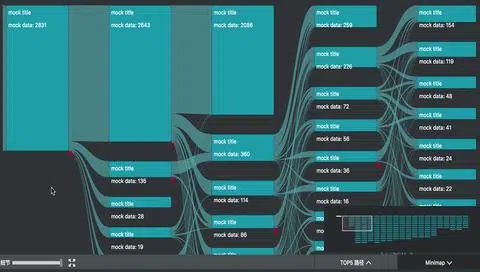 mock title
mock data: 2831
mock title
mock data: 2643
mock title
mock data: 136
mock title
mock data: 28
mock title
mock data: 19
mock title
mock data: 2086
mock title
mock data: 360
mock title
mock data: 114
mock title
mock data: 86
mock title
mock data: 259
mock title
mock data: 226
mock title
mock data: 72
mock title
mock data: 56
mock title
mock data: 36
mock title
mock data: 16
mock title
mock data: 154
mock title
mock data: 119
mock title
mock data: 48
mock title
mock data: 41
mock title
mock data: 24
mock title
mock data: 22
细节
TOP5 路径
Minimap